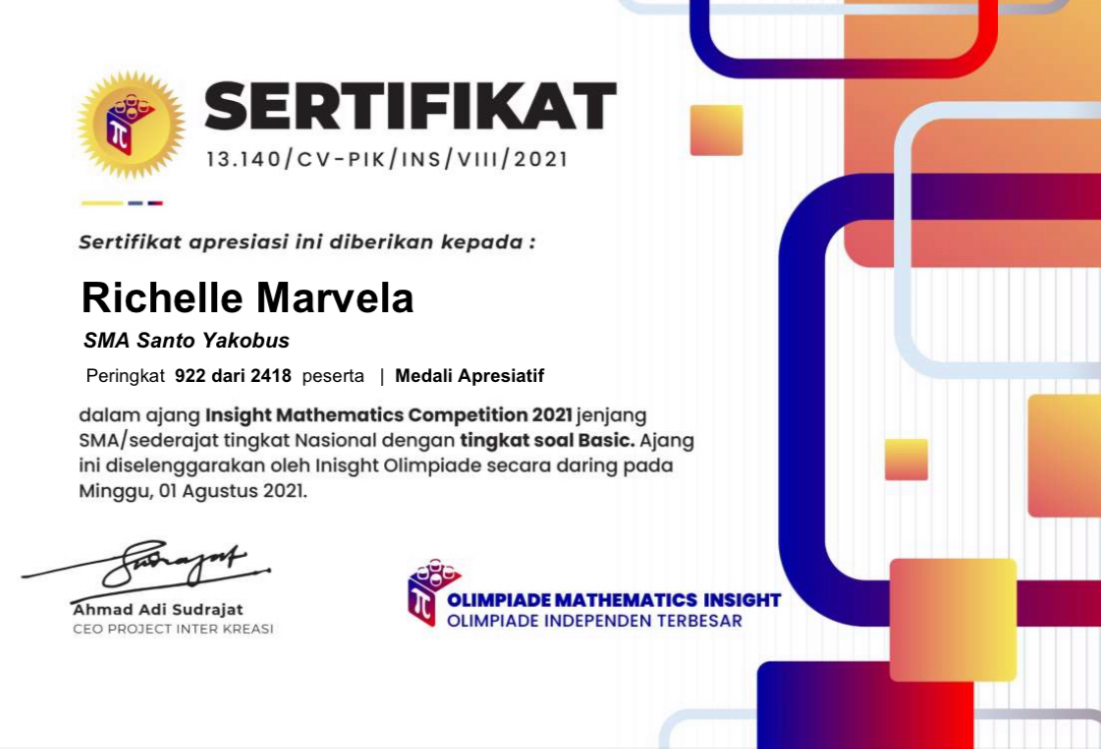 SERTIFIKAT
13.140/CV-PIK/INS/VIII/2021
Sertifikat apresiasi ini diberikan kepada :
Richelle Marvela
SMA Santo Yakobus
Peringkat 922 dari 2418 peserta | Medali Apresiatif
dalam ajang Insight Mathematics Competition 2021 jenjang
SMA/sederajat tingkat Nasional dengan tingkat soal Basic. Ajang
ini diselenggarakan oleh Inisght Olimpiade secara daring pada
Minggu, 01 Agustus 2021.
Sudrajat
Ahmad Adi Sudrajat
CEO PROJECT INTER KREASI
π
OLIMPIADE MATHEMATICS INSIGHT
OLIMPIADE INDEPENDEN TERBESAR